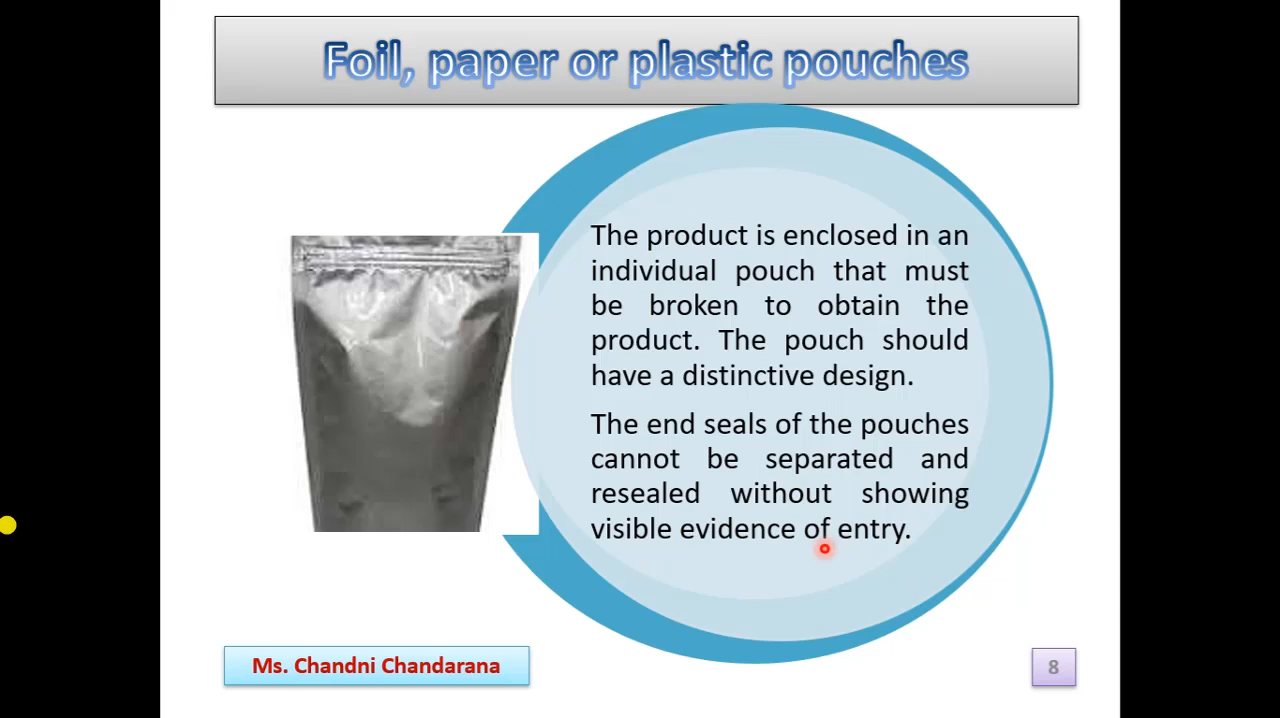 Foil, paper or plastic pouches
The product is enclosed in an
individual pouch that must
be broken to obtain the
product. The pouch should
have a distinctive design.
The end seals of the pouches
cannot be separated and
resealed without showing
visible evidence of entry.
Ms. Chandni Chandarana
8